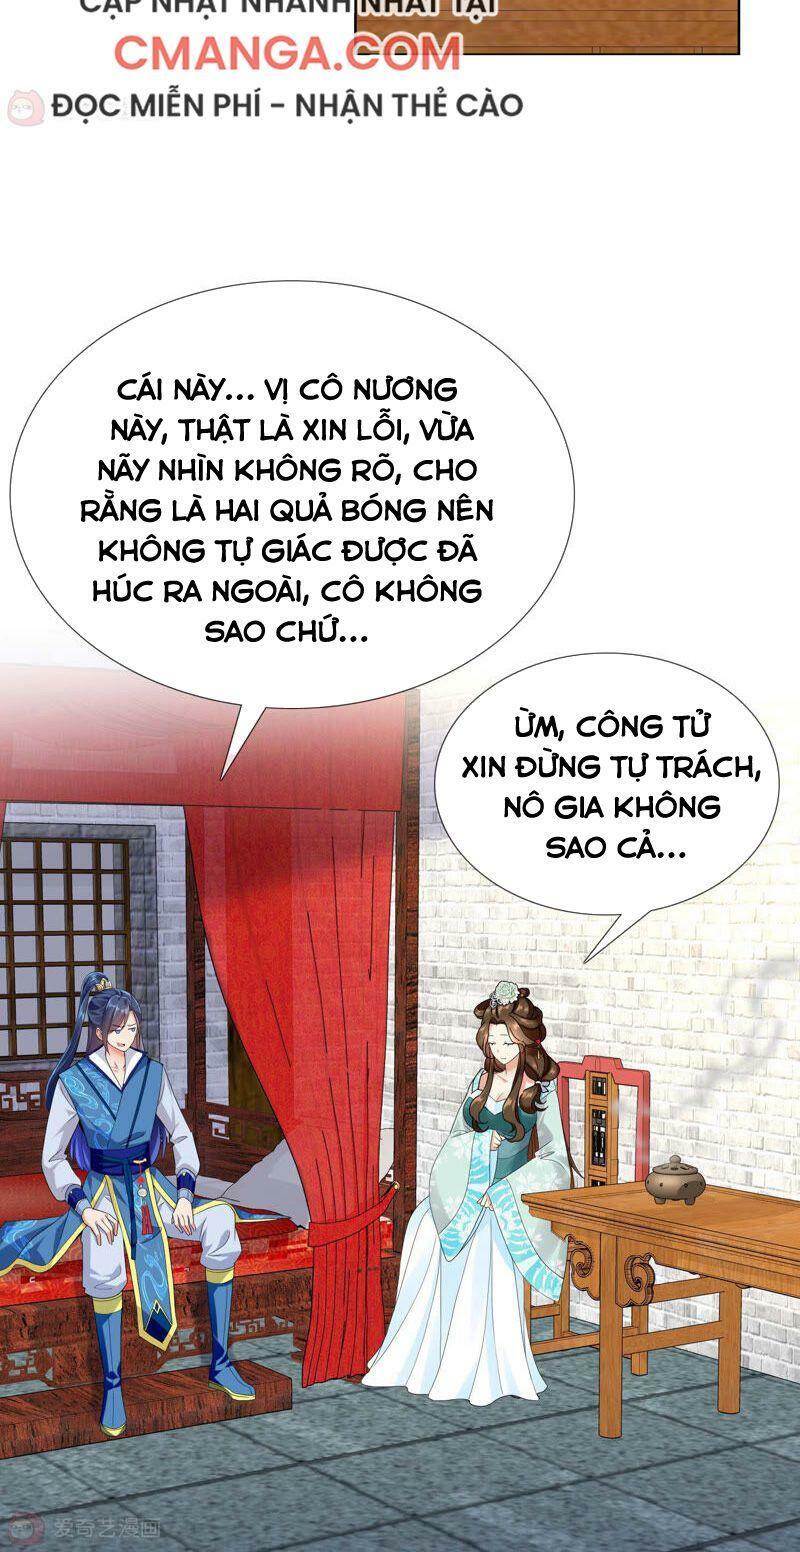 CẬP NHẬT NHANH NHẤT TẠI
CMANGA.COM
ĐỌC MIỄN PHÍ - NHẬN THẺ CÀO
CÁI NÀY... VỊ CÔ NƯƠNG
NÀY, THẬT LÀ XIN LỖI, VỪA
NÃY NHÌN KHÔNG RÕ, CHO
RẰNG LÀ HAI QUẢ BÓNG NÊN
KHÔNG TỰ GIÁC ĐƯỢC ĐÃ
HÚC RA NGOÀI, CÔ KHÔNG
SAO CHỨ...
ỪM, CÔNG TỬ
XIN ĐỪNG TỰ TRÁCH,
NÔ GIA KHÔNG
SAO CẢ...
爱奇艺漫画